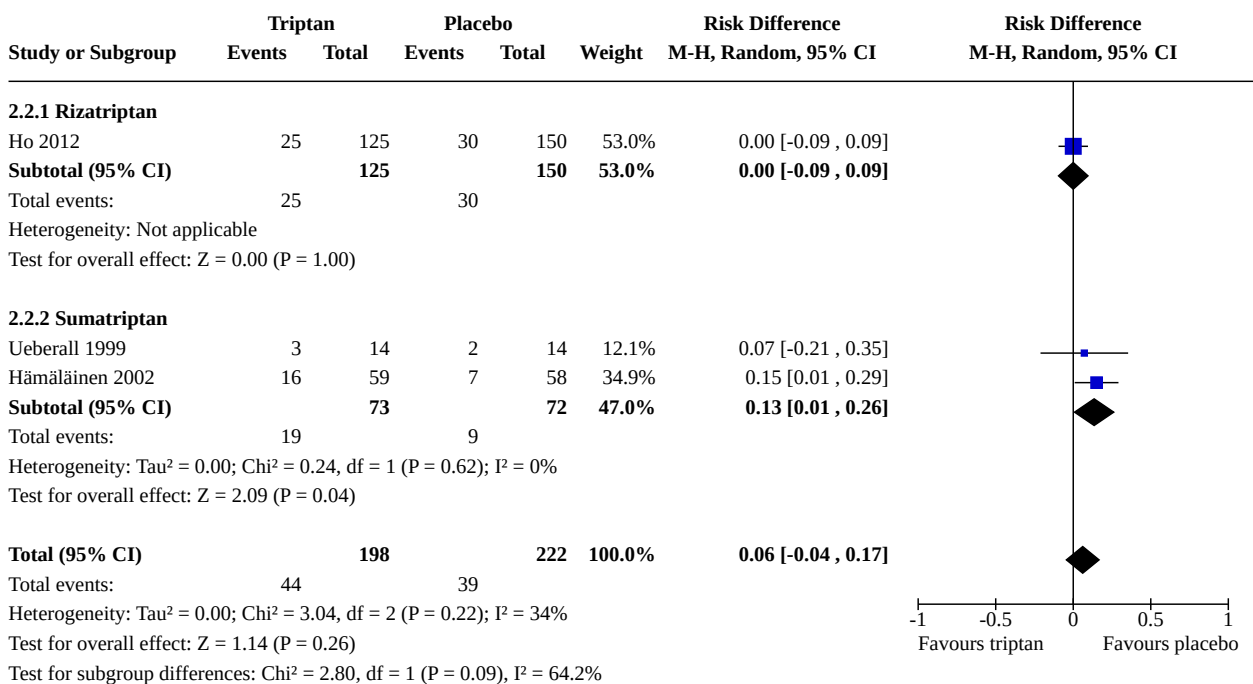 Triptan Placebo Risk Difference Risk Difference
Study or Subgroup Events Total Events Total Weight M-H, Random, 95% CI M-H, Random, 95% CI
2.2.1 Rizatriptan
Ho 2012 25 125 30 150 53.0% 0.00 [-0.09 , 0.09]
Subtotal (95% CI) 125 150 53.0% 0.00 [-0.09 , 0.09]
Total events: 25 30
Heterogeneity: Not applicable
Test for overall effect: Z = 0.00 (P = 1.00)
2.2.2 Sumatriptan
Ueberall 1999 3 14 2 14 12.1% 0.07 [-0.21 , 0.35]
Hämäläinen 2002 16 59 7 58 34.9% 0.15 [0.01 , 0.29]
Subtotal (95% CI) 73 72 47.0% 0.13 [0.01 , 0.26]
Total events: 19 9
Heterogeneity: Tau² = 0.00; Chi² = 0.24, df = 1 (P = 0.62); I² = 0%
Test for overall effect: Z = 2.09 (P = 0.04)
Total (95% CI) 198 222 100.0% 0.06 [-0.04 , 0.17]
Total events: 44 39
Heterogeneity: Tau² = 0.00; Chi² = 3.04, df = 2 (P = 0.22); I² = 34%
Test for overall effect: Z = 1.14 (P = 0.26)
Test for subgroup differences: Chi² = 2.80, df = 1 (P = 0.09), I² = 64.2%
-1 -0.5 0 0.5 1
Favours triptan Favours placebo